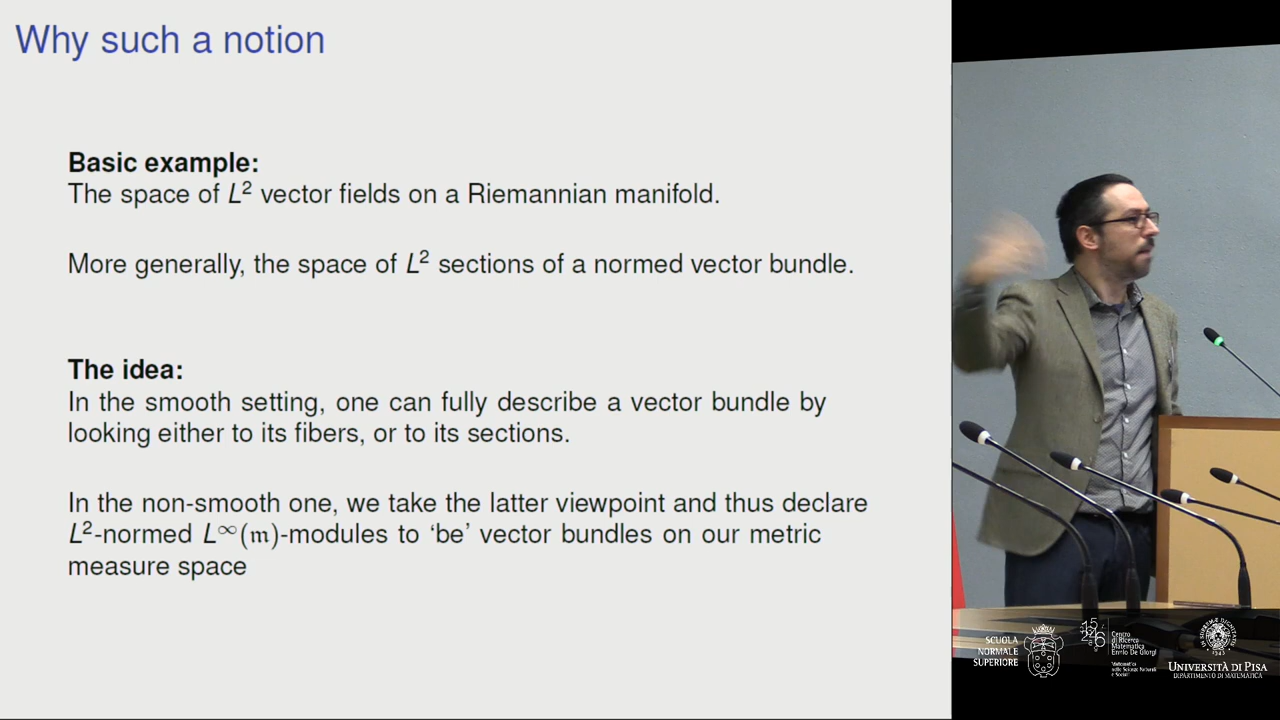 Why such a notion
Basic example:
The space of L² vector fields on a Riemannian manifold.
More generally, the space of L² sections of a normed vector bundle.
The idea:
In the smooth setting, one can fully describe a vector bundle by
looking either to its fibers, or to its sections.
In the non-smooth one, we take the latter viewpoint and thus declare
L²-normed L∞(𝔪)-modules to ‘be’ vector bundles on our metric
measure space
SCUOLA
NORMALE
SUPERIORE
Centro
di Ricerca
Matematica
Ennio De Giorgi
UNIVERSITÀ DI PISA
DIPARTIMENTO DI MATEMATICA